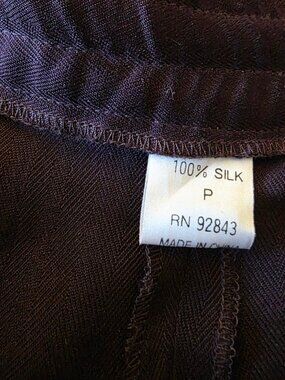 100% SILK
P
RN 92843
MADE IN CHINA